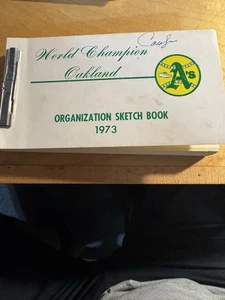 World Champion
Oakland
A's
ORGANIZATION SKETCH BOOK
1973